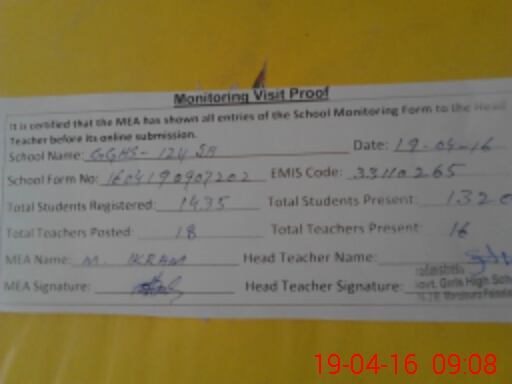 Monitoring Visit Proof
It is certified that the MEA has shown all entries of the School Monitoring Form to the Head
Teacher before its online submission.
School Name: GGHS - 124 SB Date: 19-04-16
School Form No: 1604190907202 EMIS Code: 33110265
Total Students Registered: 1435 Total Students Present: 1320
Total Teachers Posted: 18 Total Teachers Present: 16
MEA Name: M. IKRAM Head Teacher Name:
MEA Signature: Head Teacher Signature:
Govt. Girls High
19-04-16 09:08